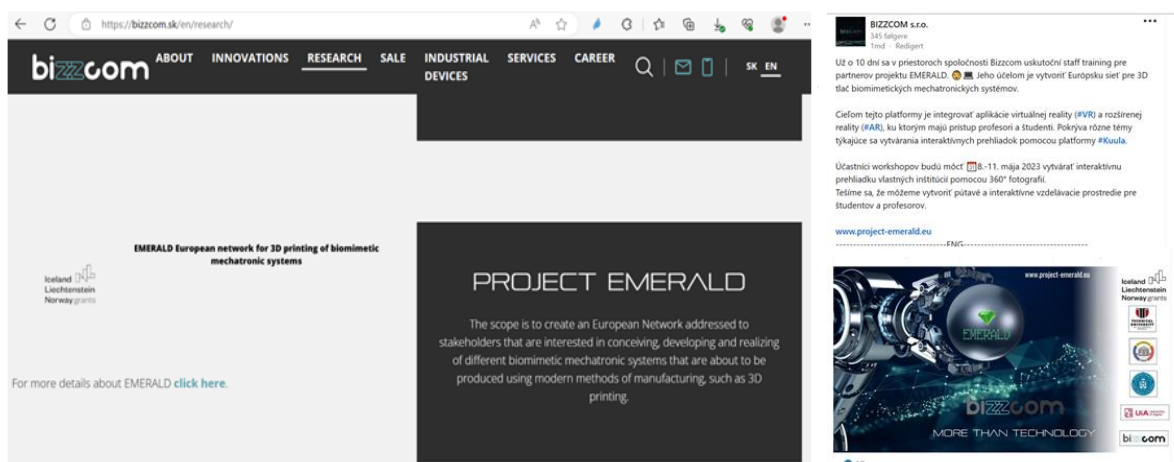 https://bizzcom.sk/en/research/
bizzcom
ABOUT INNOVATIONS RESEARCH SALE INDUSTRIAL DEVICES SERVICES CAREER
SK EN
EMERALD European network for 3D printing of biomimetic
mechatronic systems
Iceland
Liechtenstein
Norway grants
For more details about EMERALD click here.
PROJECT EMERALD
The scope is to create an European Network addressed to
stakeholders that are interested in conceiving, developing and realizing
of different biomimetic mechatronic systems that are about to be
produced using modern methods of manufacturing, such as 3D
printing.
BIZZCOM s.r.o.
345 følgere
1md · Redigert
Už o 10 dní sa v priestoroch spoločnosti Bizzcom uskutoční staff training pre
partnerov projektu EMERALD. Jeho účelom je vytvoriť Európsku sieť pre 3D
tlač biomimetických mechatronických systémov.
Cieľom tejto platformy je integrovať aplikácie virtuálnej reality (#VR) a rozšírenej
reality (#AR), ku ktorým majú prístup profesori a študenti. Pokrýva rôzne témy
týkajúce sa vytvárania interaktívnych prehliadok pomocou platformy #Kuula.
Účastníci workshopov budú môcť 8.-11. mája 2023 vytvárať interaktívnu
prehliadku vlastných inštitúcií pomocou 360° fotografií.
Tešíme sa, že môžeme vytvoriť pútavé a interaktívne vzdelávacie prostredie pre
študentov a profesorov.
www.project-emerald.eu
-----------------------------------ENG---------------------------------------
www.project-emerald.eu
EMERALD
bizzcom
MORE THAN TECHNOLOGY
Iceland
Liechtenstein
Norway grants
TECHNICAL
UNIVERSITY
UiA
bizzcom